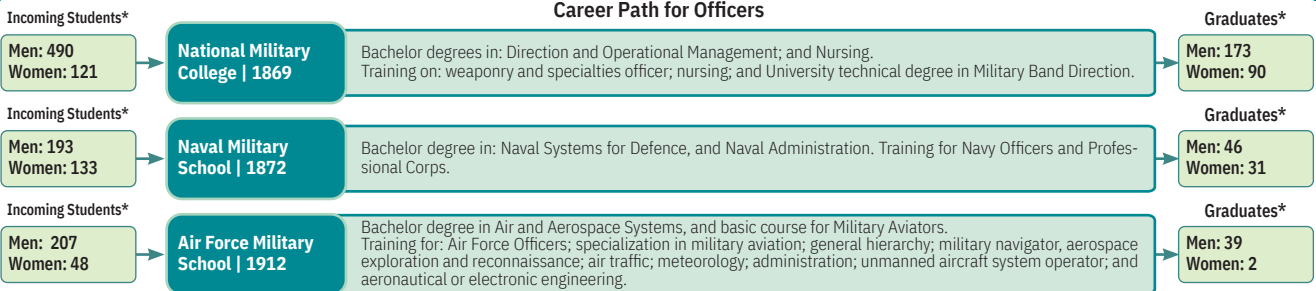 Career Path for Officers
Incoming Students*
Men: 490
Women: 121
National Military
College | 1869
Bachelor degrees in: Direction and Operational Management; and Nursing.
Training on: weaponry and specialties officer; nursing; and University technical degree in Military Band Direction.
Graduates*
Men: 173
Women: 90
Incoming Students*
Men: 193
Women: 133
Naval Military
School | 1872
Bachelor degree in: Naval Systems for Defence, and Naval Administration. Training for Navy Officers and Profes-
sional Corps.
Graduates*
Men: 46
Women: 31
Incoming Students*
Men: 207
Women: 48
Air Force Military
School | 1912
Bachelor degree in Air and Aerospace Systems, and basic course for Military Aviators.
Training for: Air Force Officers; specialization in military aviation; general hierarchy; military navigator, aerospace
exploration and reconnaissance; air traffic; meteorology; administration; unmanned aircraft system operator; and
aeronautical or electronic engineering.
Graduates*
Men: 39
Women: 2